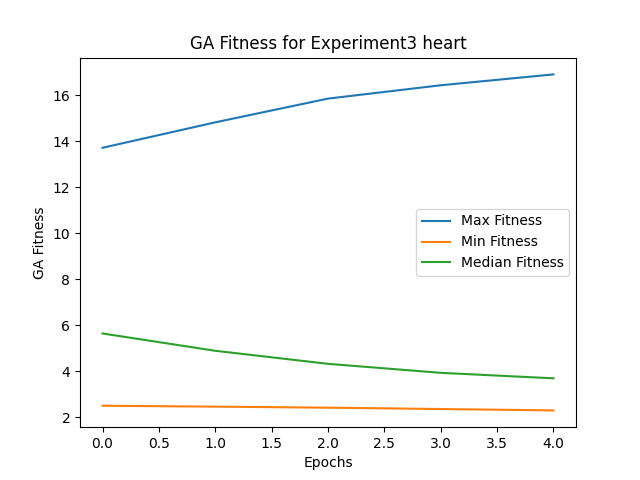 GA Fitness for Experiment3 heart
16
14
12
10
8
6
4
2
GA Fitness
Max Fitness
Min Fitness
Median Fitness
0.0 0.5 1.0 1.5 2.0 2.5 3.0 3.5 4.0
Epochs